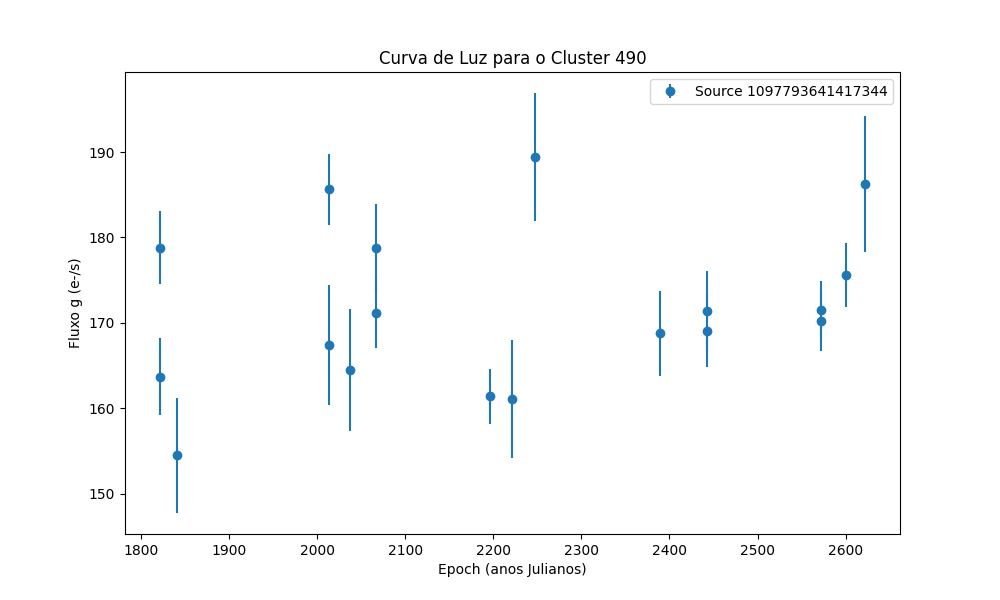 Curva de Luz para o Cluster 490
Source 1097793641417344
Fluxo g (e-/s)
190
180
170
160
150
1800 1900 2000 2100 2200 2300 2400 2500 2600
Epoch (anos Julianos)